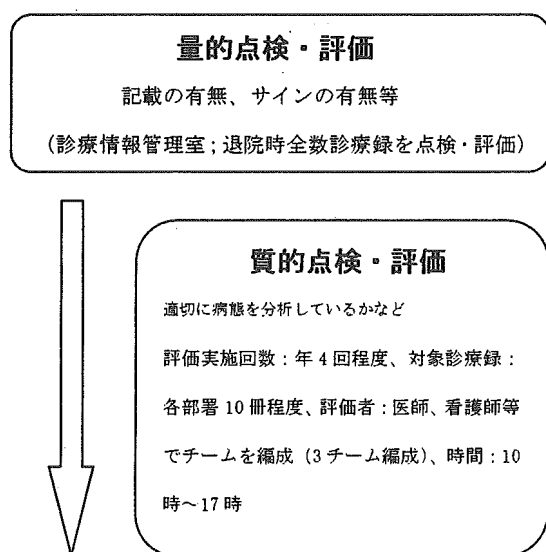 量的点検・評価
記載の有無、サインの有無等
(診療情報管理室；退院時全数診療録を点検・評価)
質的点検・評価
適切に病態を分析しているかなど
評価実施回数：年4回程度、対象診療録：
各部署10冊程度、評価者：医師、看護師等
でチームを編成（3チーム編成）、時間：10
時～17時